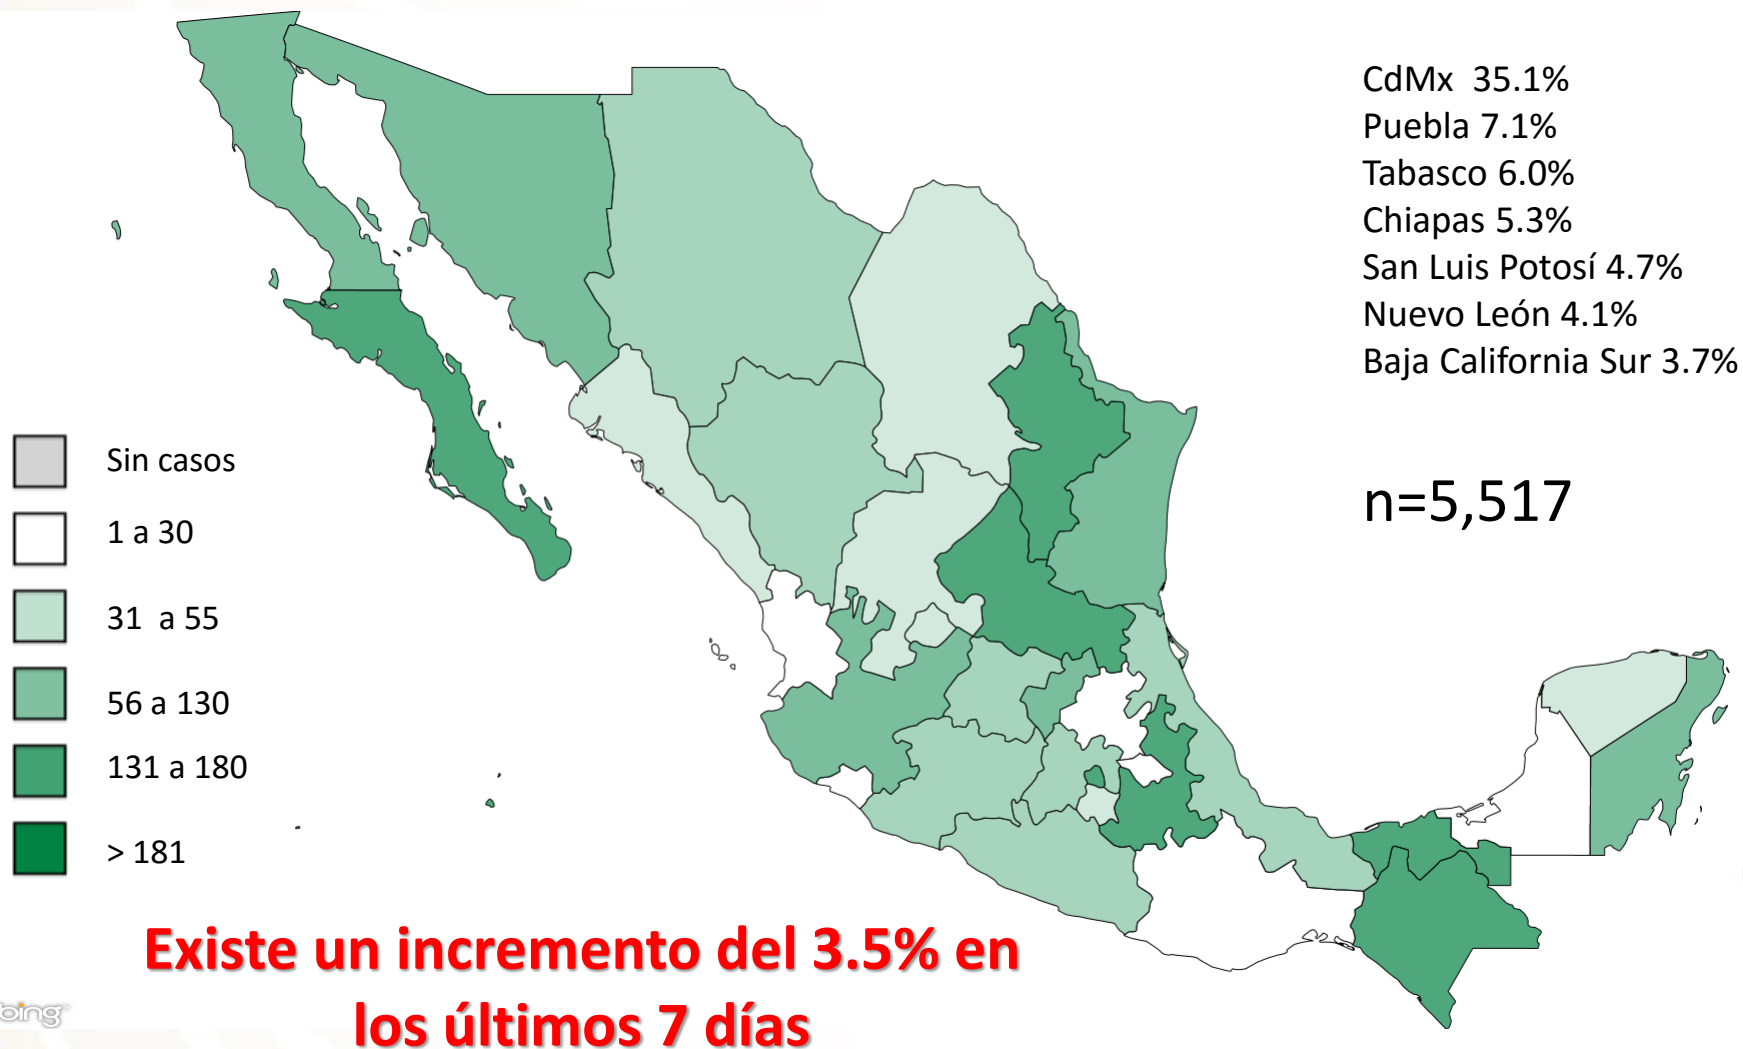 CdMx 35.1%
Puebla 7.1%
Tabasco 6.0%
Chiapas 5.3%
San Luis Potosí 4.7%
Nuevo León 4.1%
Baja California Sur 3.7%
n=5,517
Sin casos
1 a 30
31 a 55
56 a 130
131 a 180
> 181
Existe un incremento del 3.5% en
los últimos 7 días
bing